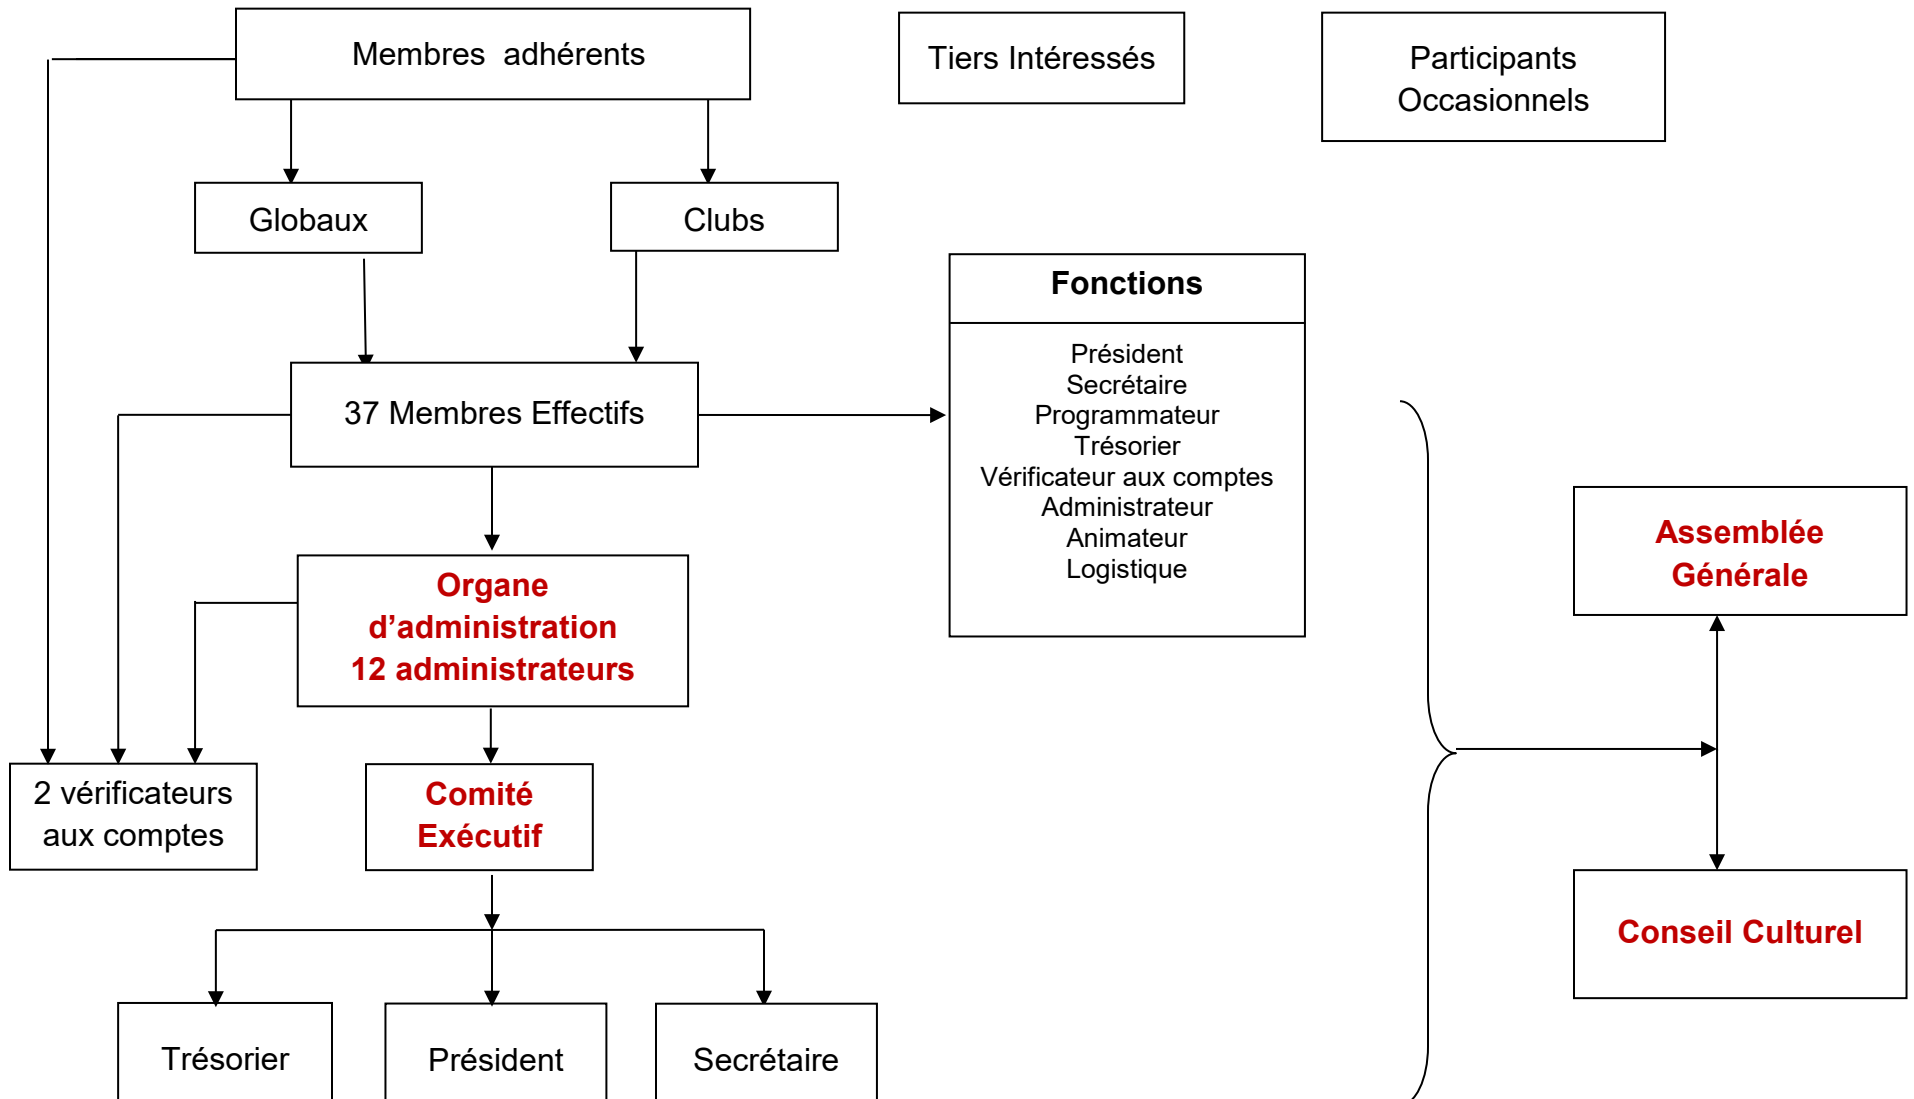 Membres adhérents
Tiers Intéressés
Participants
Occasionnels
Globaux
Clubs
Fonctions
Président
Secrétaire
Programmateur
Trésorier
Vérificateur aux comptes
Administrateur
Animateur
Logistique
37 Membres Effectifs
Organe
d’administration
12 administrateurs
Assemblée
Générale
2 vérificateurs
aux comptes
Comité
Exécutif
Conseil Culturel
Trésorier
Président
Secrétaire